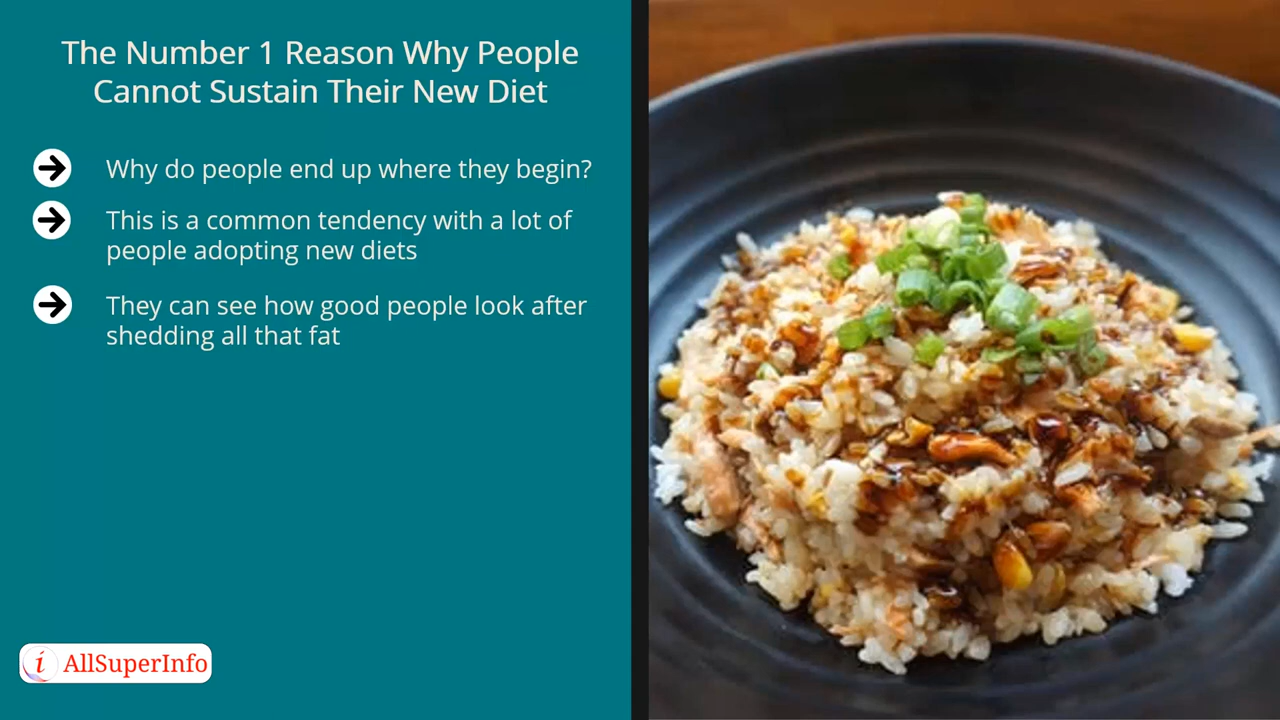 The Number 1 Reason Why People
Cannot Sustain Their New Diet
Why do people end up where they begin?
This is a common tendency with a lot of
people adopting new diets
They can see how good people look after
shedding all that fat
i AllSuperInfo